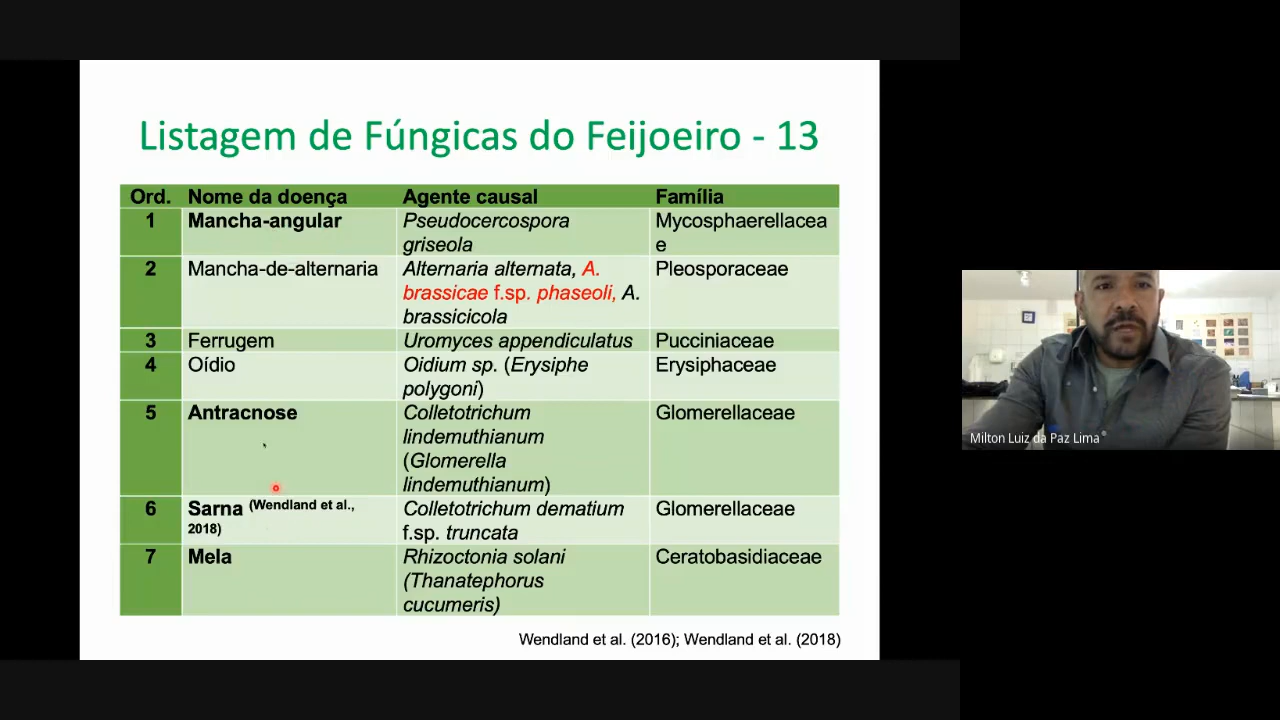 Listagem de Fúngicas do Feijoeiro - 13
Ord. Nome da doença Agente causal Família
1 Mancha-angular Pseudocercospora griseola Mycosphaerellaceae
2 Mancha-de-alternaria Alternaria alternata, A. brassicae f.sp. phaseoli, A. brassicicola Pleosporaceae
3 Ferrugem Uromyces appendiculatus Pucciniaceae
4 Oídio Oidium sp. (Erysiphe polygoni) Erysiphaceae
5 Antracnose Colletotrichum lindemuthianum (Glomerella lindemuthianum) Glomerellaceae
6 Sarna (Wendland et al., 2018) Colletotrichum dematium f.sp. truncata Glomerellaceae
7 Mela Rhizoctonia solani (Thanatephorus cucumeris) Ceratobasidiaceae
Wendland et al. (2016); Wendland et al. (2018)
Milton Luiz da Paz Lima